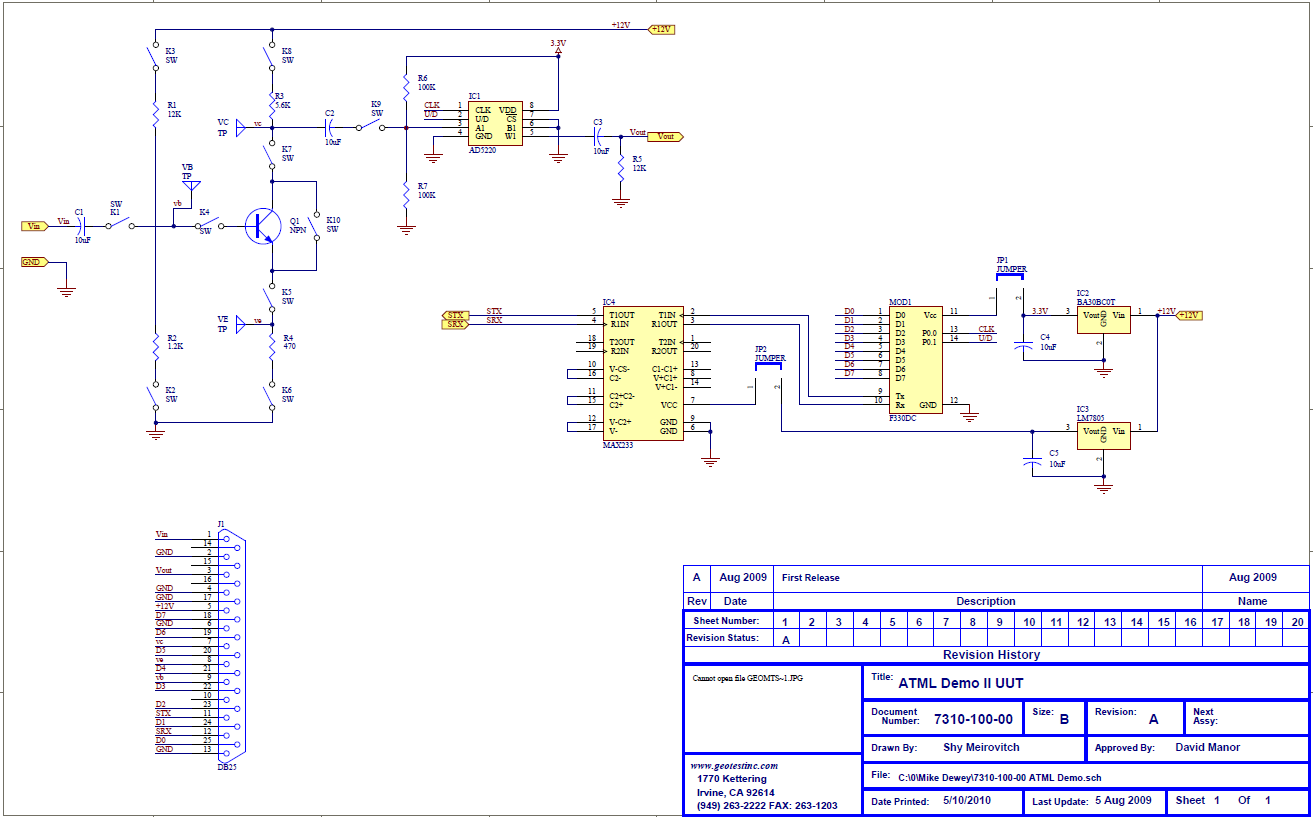 +12V
+12V
K3
SW
K8
SW
3.3V
R1
12K
R3
5.6K
R6
100K
VC
TP
vc
C2
10uF
K9
SW
CLK
U/D
IC1
1
2
3
4
CLK
U/D
A1
GND
VDD
CS
B1
W1
8
7
6
5
AD5220
C3
10uF
Vout
Vout
R5
12K
K7
SW
R7
100K
VB
TP
vb
Vin
Vin
C1
10uF
SW
K1
K4
SW
Q1
NPN
K10
SW
GND
K5
SW
VE
TP
ve
R4
470
R2
1.2K
K2
SW
K6
SW
STX
SRX
STX
SRX
IC4
5 T1OUT T1IN 2
4 R1IN R1OUT 3
18 T2OUT T2IN 1
19 R2IN R2OUT 20
10 V-CS- C1-C1+ 13
16 C2- V+C1+ 8
V+C1- 14
11 C2+C2-
15 C2+ VCC 7
12 V-C2+ GND 9
17 V- GND 6
MAX233
JP2
JUMPER
1
2
MOD1
D0 1 D0 Vcc 11
D1 2 D1
D2 3 D2 P0.0 13 CLK
D3 4 D3 P0.1 14 U/D
D4 5 D4
D5 6 D5
D6 7 D6
D7 8 D7
9 Tx
10 Rx GND 12
F330DC
JP1
JUMPER
1
2
3.3V
C4
10uF
IC2
BA30BC0T
3 Vout GND Vin 1
2
+12V
+12V
IC3
LM7805
3 Vout GND Vin 1
2
C5
10uF
J1
Vin 1
14
GND 2
15
Vout 3
16
GND 4
GND 17
+12V 5
D7 18
GND 6
D6 19
vc 7
D5 20
ve 8
D4 21
vb 9
D3 22
10
D2 23
STX 11
D1 24
SRX 12
D0 25
GND 13
DB25
A Aug 2009 First Release Aug 2009
Rev Date Description Name
Sheet Number: 1 2 3 4 5 6 7 8 9 10 11 12 13 14 15 16 17 18 19 20
Revision Status: A
Revision History
Cannot open file GEOMTS~1.JPG
Title: ATML Demo II UUT
Document Number: 7310-100-00
Size: B
Revision: A
Next Assy:
Drawn By: Shy Meirovitch
Approved By: David Manor
www.geotestinc.com
1770 Kettering
Irvine, CA 92614
(949) 263-2222 FAX: 263-1203
File: C:\0\Mike Dewey\7310-100-00 ATML Demo.sch
Date Printed: 5/10/2010
Last Update: 5 Aug 2009
Sheet 1 Of 1